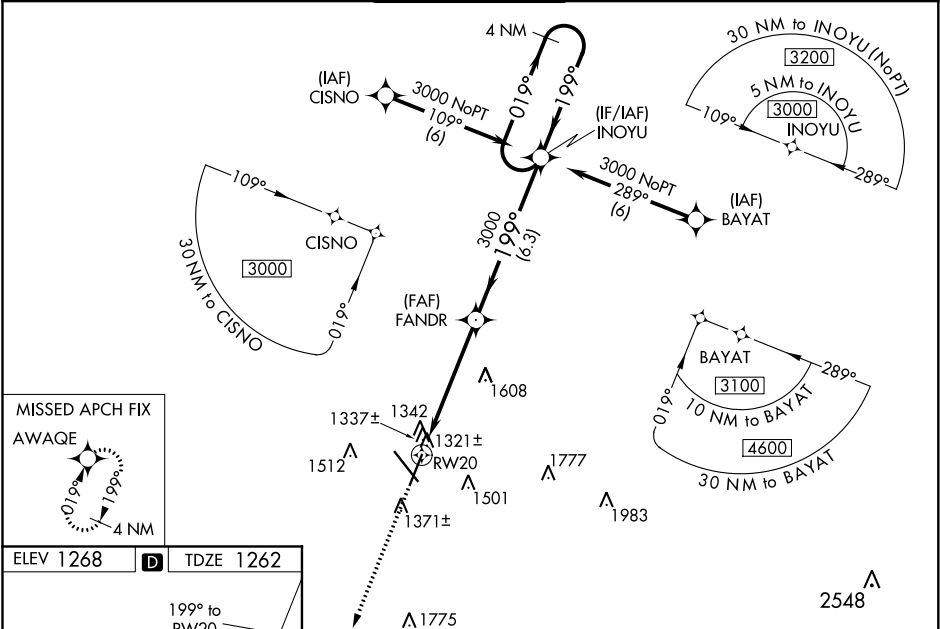 4 NM
(IAF)
CISNO
3000 NoPT
109°
(6)
019°
199°
(IF/IAF)
INOYU
30 NM to INOYU (NoPT)
3200
5 NM to INOYU
3000
INOYU
109°
289°
3000 NoPT
289°
(6)
(IAF)
BAYAT
109°
CISNO
3000
30 NM to CISNO
019°
3000
199°
(6.3)
(FAF)
FANDR
1608
BAYAT
289°
3100
10 NM to BAYAT
019°
4600
30 NM to BAYAT
MISSED APCH FIX
AWAQE
019°
199°
4 NM
1337±
1342
1321±
RW20
1512
1501
1777
1983
1371±
2548
1775
ELEV 1268
D
TDZE 1262
199° to
RW20